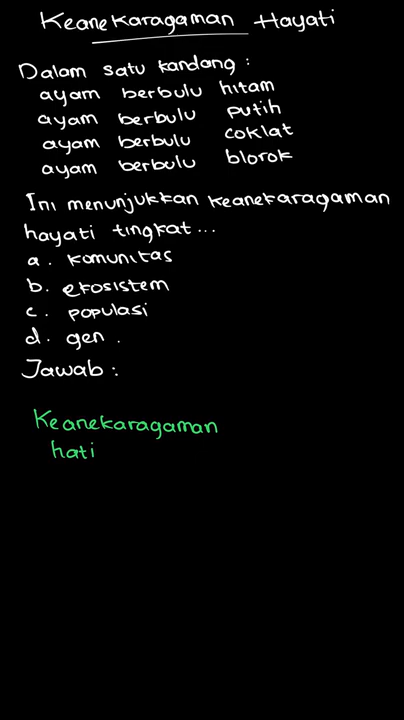 Keanekaragaman Hayati
Dalam satu kandang :
ayam berbulu hitam
ayam berbulu putih
ayam berbulu coklat
ayam berbulu blorok
Ini menunjukkan keanekaragaman
hayati tingkat ...
a. komunitas
b. ekosistem
c. populasi
d. gen .
Jawab :
Keanekaragaman
hati